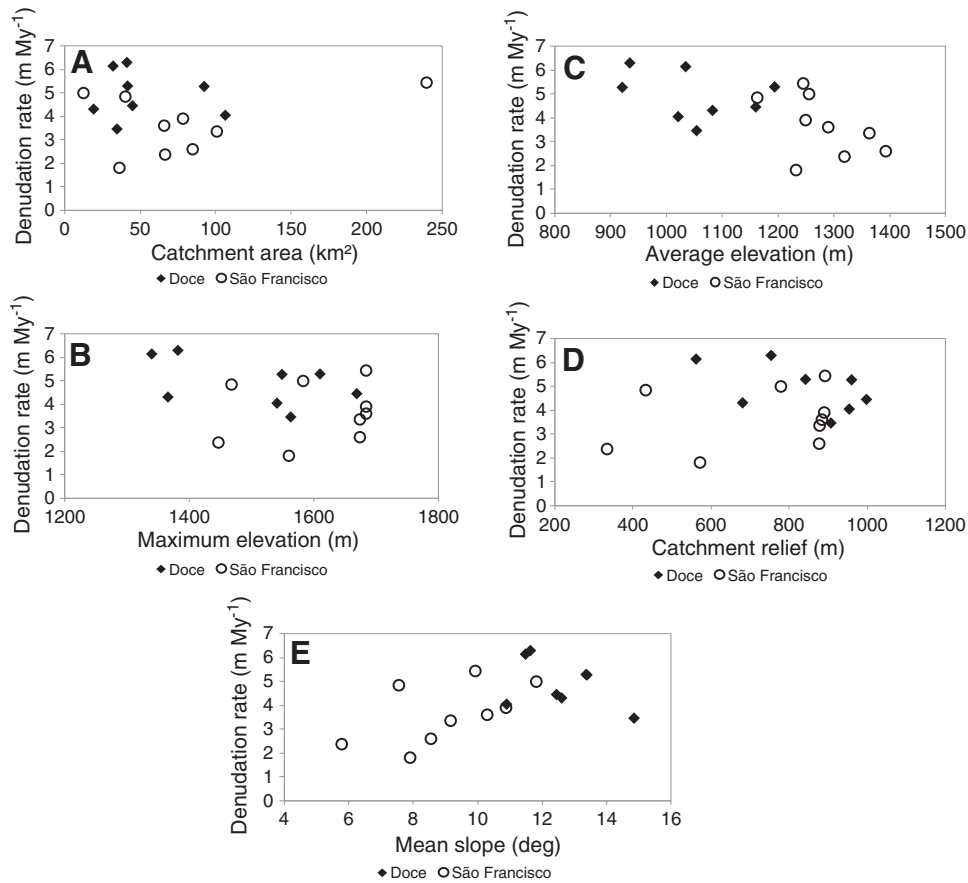 Denudation rate (m My⁻¹)
7
6
5
4
3
2
1
0
A
0 50 100 150 200 250
Catchment area (km²)
Doce São Francisco
Denudation rate (m My⁻¹)
7
6
5
4
3
2
1
0
C
800 900 1000 1100 1200 1300 1400 1500
Average elevation (m)
Doce São Francisco
Denudation rate (m My⁻¹)
7
6
5
4
3
2
1
0
B
1200 1400 1600 1800
Maximum elevation (m)
Doce São Francisco
Denudation rate (m My⁻¹)
7
6
5
4
3
2
1
0
D
200 400 600 800 1000 1200
Catchment relief (m)
Doce São Francisco
Denudation rate (m My⁻¹)
7
6
5
4
3
2
1
0
E
4 6 8 10 12 14 16
Mean slope (deg)
Doce São Francisco